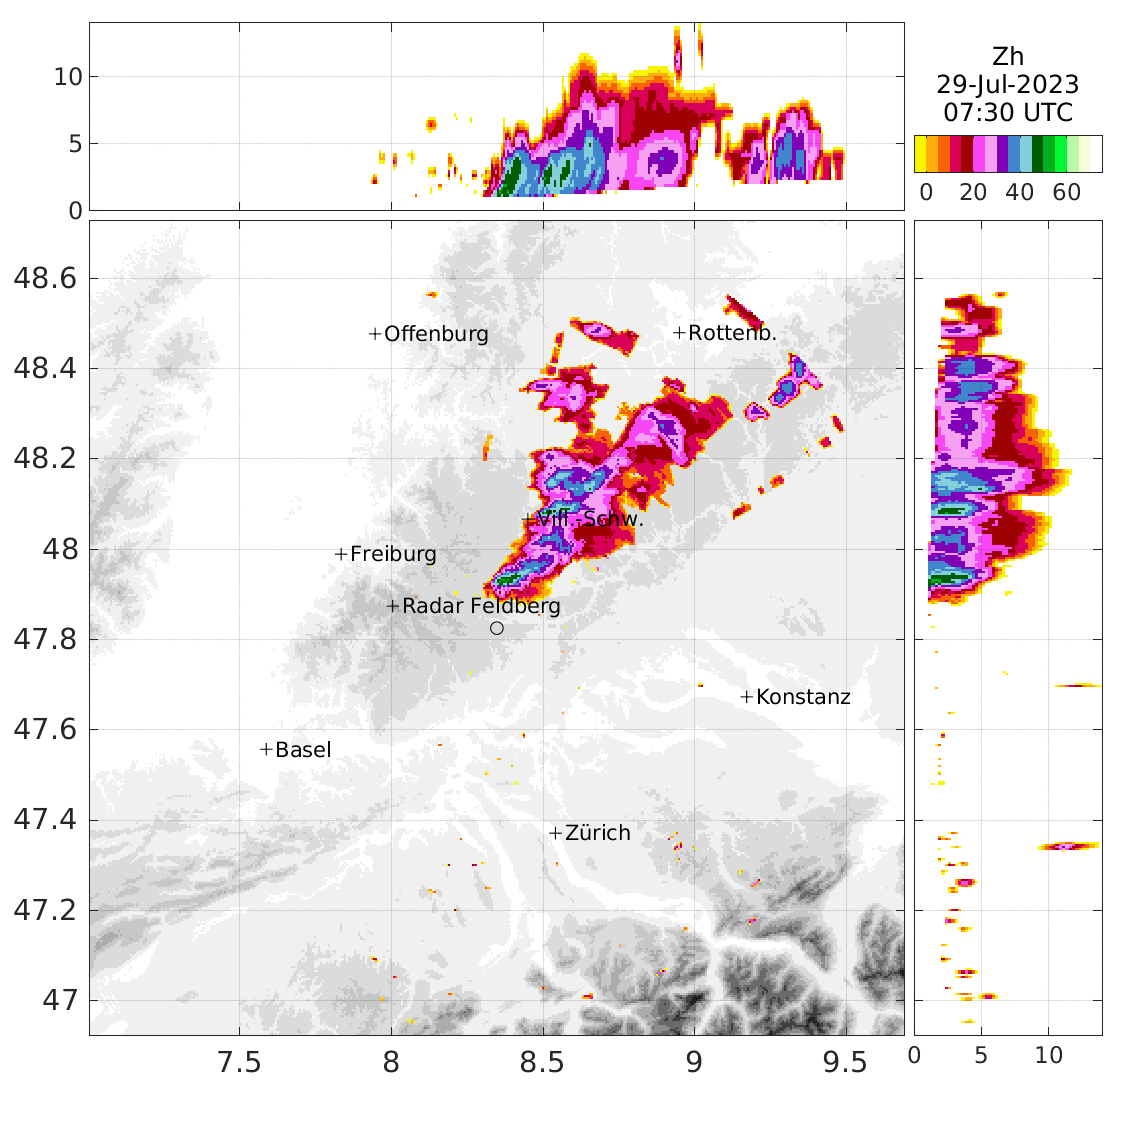 10
5
0
Zh
29-Jul-2023
07:30 UTC
0 20 40 60
48.6
48.4
48.2
48
47.8
47.6
47.4
47.2
47
Offenburg
Rottenb.
Vill.-Schw.
Freiburg
Radar Feldberg
Konstanz
Basel
Zürich
7.5 8 8.5 9 9.5
0 5 10